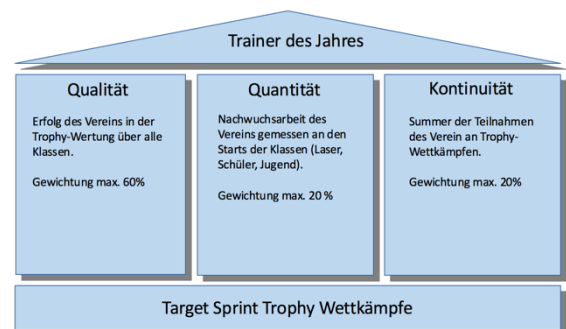 Trainer des Jahres
Qualität
Erfolg des Vereins in der
Trophy-Wertung über alle
Klassen.
Gewichtung max. 60%
Quantität
Nachwuchsarbeit des
Vereins gemessen an den
Starts der Klassen (Laser,
Schüler, Jugend).
Gewichtung max. 20 %
Kontinuität
Summer der Teilnahmen
des Verein an Trophy-
Wettkämpfen.
Gewichtung max. 20%
Target Sprint Trophy Wettkämpfe